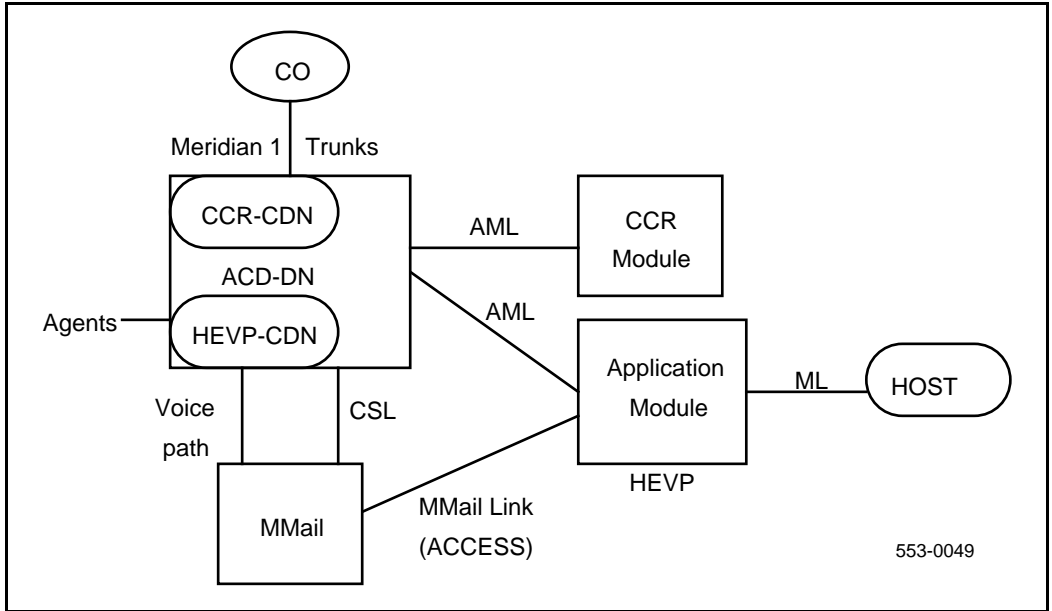 CO
Meridian 1 Trunks
CCR-CDN
ACD-DN
HEVP-CDN
Agents
AML
CCR
Module
AML
Application
Module
HEVP
ML
HOST
Voice
path
CSL
MMail
MMail Link
(ACCESS)
553-0049